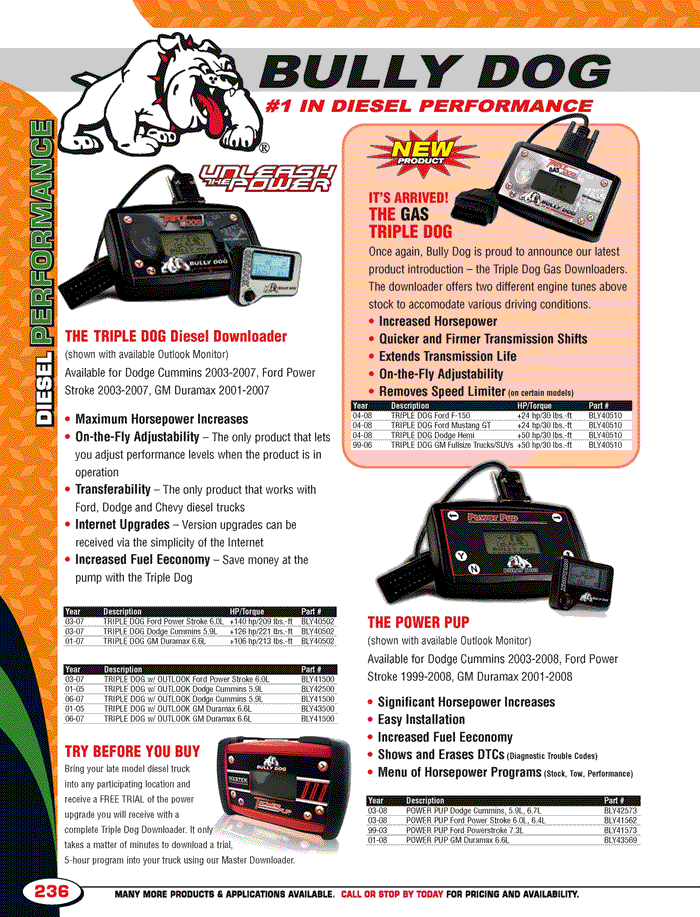 BULLY DOG
#1 IN DIESEL PERFORMANCE
®
DIESEL PERFORMANCE
UNLEASH
THE POWER
BULLY DOG
THE TRIPLE DOG Diesel Downloader
(shown with available Outlook Monitor)
Available for Dodge Cummins 2003-2007, Ford Power
Stroke 2003-2007, GM Duramax 2001-2007
• Maximum Horsepower Increases
• On-the-Fly Adjustability – The only product that lets
you adjust performance levels when the product is in
operation
• Transferability – The only product that works with
Ford, Dodge and Chevy diesel trucks
• Internet Upgrades – Version upgrades can be
received via the simplicity of the Internet
• Increased Fuel Eeconomy – Save money at the
pump with the Triple Dog
Year Description HP/Torque Part #
03-07 TRIPLE DOG Ford Power Stroke 6.0L +140 hp/209 lbs.-ft BLY40502
03-07 TRIPLE DOG Dodge Cummins 5.9L +126 hp/221 lbs.-ft BLY40502
01-07 TRIPLE DOG GM Duramax 6.6L +106 hp/213 lbs.-ft BLY40502
Year Description Part #
03-07 TRIPLE DOG w/ OUTLOOK Ford Power Stroke 6.0L BLY41500
01-05 TRIPLE DOG w/ OUTLOOK Dodge Cummins 5.9L BLY42500
06-07 TRIPLE DOG w/ OUTLOOK Dodge Cummins 5.9L BLY41500
01-05 TRIPLE DOG w/ OUTLOOK GM Duramax 6.6L BLY43500
06-07 TRIPLE DOG w/ OUTLOOK GM Duramax 6.6L BLY41500
TRY BEFORE YOU BUY
Bring your late model diesel truck
into any participating location and
receive a FREE TRIAL of the power
upgrade you will receive with a
complete Triple Dog Downloader. It only
takes a matter of minutes to download a trial,
5-hour program into your truck using our Master Downloader.
BULLY DOG
NEW
PRODUCT
BULLY DOG
IT'S ARRIVED!
THE GAS
TRIPLE DOG
Once again, Bully Dog is proud to announce our latest
product introduction – the Triple Dog Gas Downloaders.
The downloader offers two different engine tunes above
stock to accomodate various driving conditions.
• Increased Horsepower
• Quicker and Firmer Transmission Shifts
• Extends Transmission Life
• On-the-Fly Adjustability
• Removes Speed Limiter (on certain models)
Year Description HP/Torque Part #
04-08 TRIPLE DOG Ford F-150 +24 hp/30 lbs.-ft BLY40510
04-08 TRIPLE DOG Ford Mustang GT +24 hp/30 lbs.-ft BLY40510
04-08 TRIPLE DOG Dodge Hemi +50 hp/30 lbs.-ft BLY40510
99-06 TRIPLE DOG GM Fullsize Trucks/SUVs +50 hp/30 lbs.-ft BLY40510
Power Pup
Y
N
BULLY DOG
THE POWER PUP
(shown with available Outlook Monitor)
Available for Dodge Cummins 2003-2008, Ford Power
Stroke 1999-2008, GM Duramax 2001-2008
• Significant Horsepower Increases
• Easy Installation
• Increased Fuel Eeconomy
• Shows and Erases DTCs (Diagnostic Trouble Codes)
• Menu of Horsepower Programs (Stock, Tow, Performance)
Year Description Part #
03-08 POWER PUP Dodge Cummins, 5.9L, 6.7L BLY42573
03-08 POWER PUP Ford Power Stroke 6.0L, 6.4L BLY41562
99-03 POWER PUP Ford Powerstroke 7.3L BLY41573
01-08 POWER PUP GM Duramax 6.6L BLY43569
236
MANY MORE PRODUCTS & APPLICATIONS AVAILABLE. CALL OR STOP BY TODAY FOR PRICING AND AVAILABILITY.